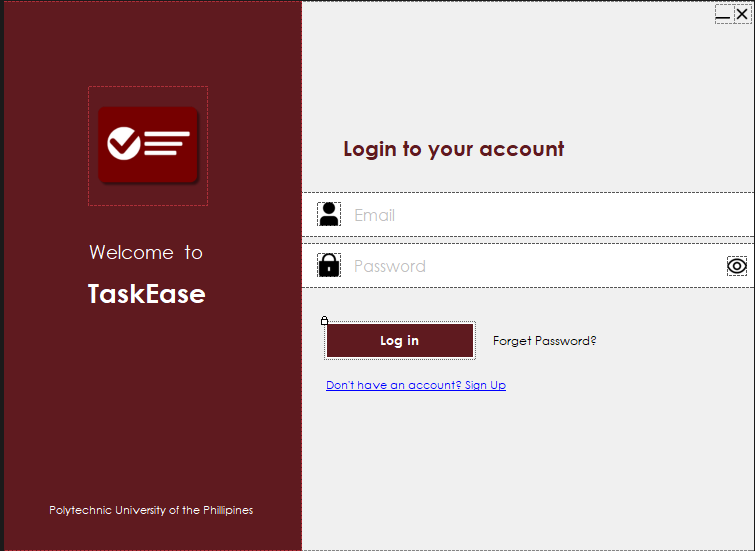 Welcome to
TaskEase
Polytechnic University of the Phillipines
Login to your account
Email
Password
Log in
Forget Password?
Don't have an account? Sign Up